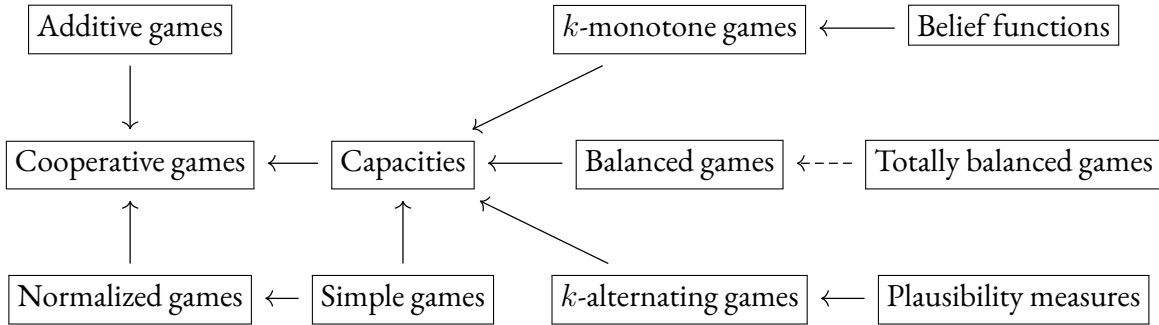 Additive games
k-monotone games
Belief functions
Cooperative games
Capacities
Balanced games
Totally balanced games
Normalized games
Simple games
k-alternating games
Plausibility measures